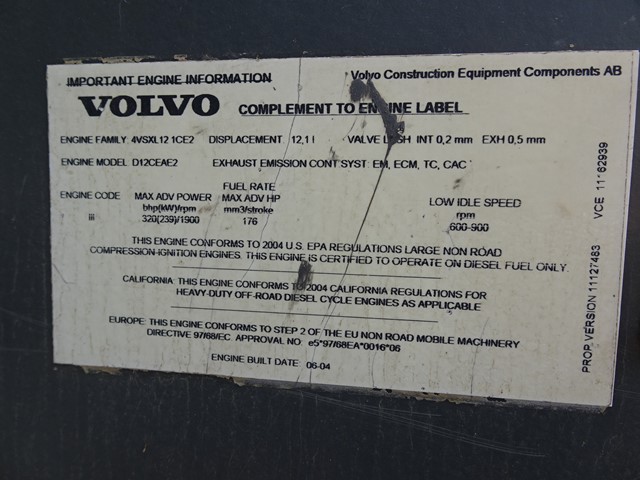 IMPORTANT ENGINE INFORMATION Volvo Construction Equipment Components AB
VOLVO COMPLEMENT TO ENGINE LABEL
ENGINE FAMILY 4VSXL12.1CE2 DISPLACEMENT 12,1 l VALVE LASH INT 0,2 mm EXH 0,5 mm
ENGINE MODEL D12CEAE2 EXHAUST EMISSION CONT SYST: EM, ECM, TC, CAC
ENGINE CODE MAX ADV POWER FUEL RATE MAX ADV HP LOW IDLE SPEED
bhp(kW)/rpm mm3/stroke rpm
iii 320(239)/1900 176 600-900
THIS ENGINE CONFORMS TO 2004 U.S. EPA REGULATIONS LARGE NON ROAD
COMPRESSION-IGNITION ENGINES. THIS ENGINE IS CERTIFIED TO OPERATE ON DIESEL FUEL ONLY.
CALIFORNIA: THIS ENGINE CONFORMS TO 2004 CALIFORNIA REGULATIONS FOR
HEAVY-DUTY OFF-ROAD DIESEL CYCLE ENGINES AS APPLICABLE
EUROPE: THIS ENGINE CONFORMS TO STEP 2 OF THE EU NON ROAD MOBILE MACHINERY
DIRECTIVE 97/68/EC. APPROVAL NO: e5*97/68EA*0016*06
ENGINE BUILT DATE 06-04
PROP VERSION 11127483 VCE 11162939